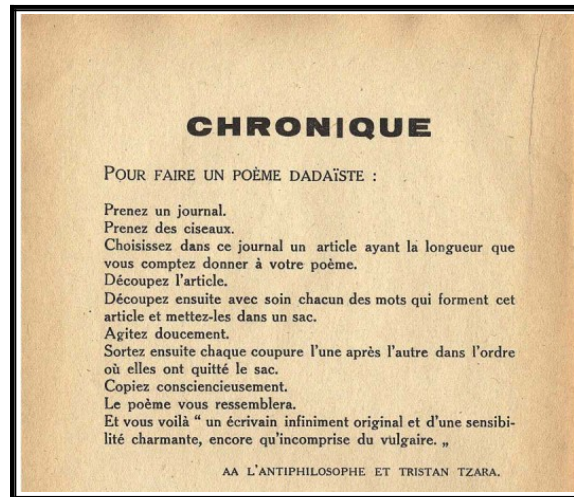 CHRONIQUE
POUR FAIRE UN POÈME DADAÏSTE :
Prenez un journal.
Prenez des ciseaux.
Choisissez dans ce journal un article ayant la longueur que
vous comptez donner à votre poème.
Découpez l'article.
Découpez ensuite avec soin chacun des mots qui forment cet
article et mettez-les dans un sac.
Agitez doucement.
Sortez ensuite chaque coupure l'une après l'autre dans l'ordre
où elles ont quitté le sac.
Copiez consciencieusement.
Le poème vous ressemblera.
Et vous voilà “ un écrivain infiniment original et d'une sensibi-
lité charmante, encore qu'incomprise du vulgaire. „
AA L'ANTIPHILOSOPHE ET TRISTAN TZARA.